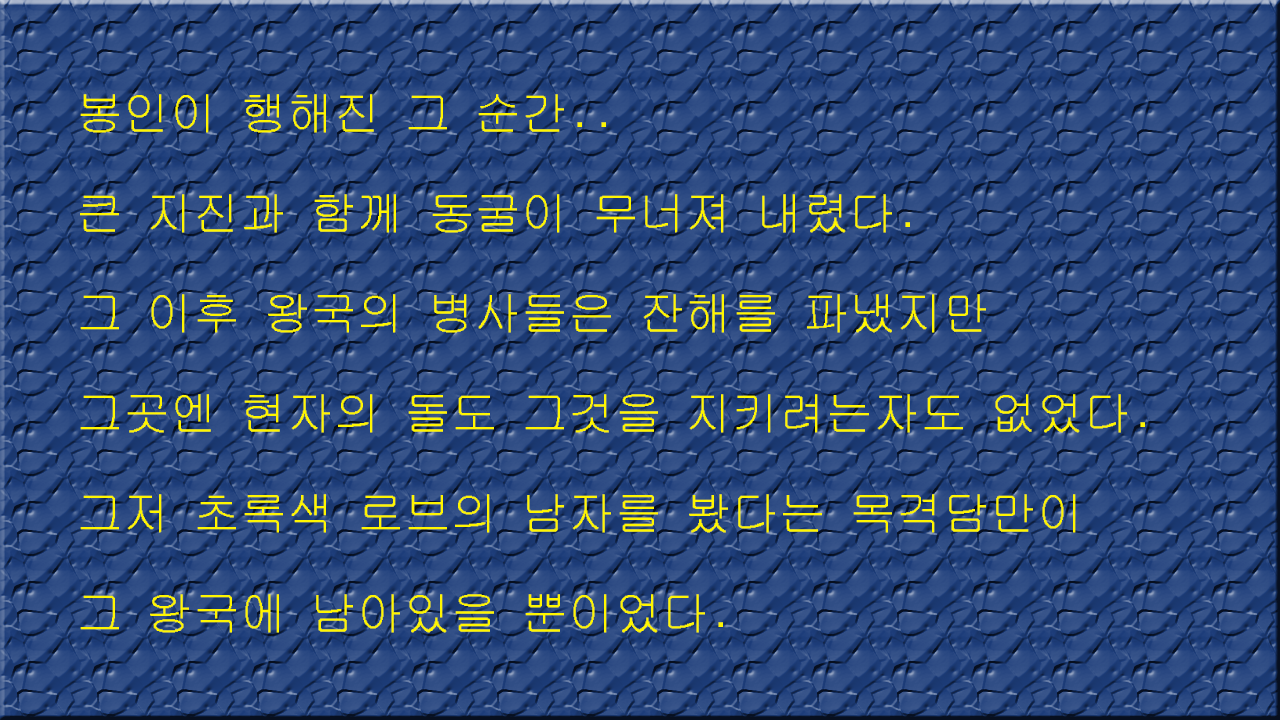 봉인이 행해진 그 순간..
큰 지진과 함께 동굴이 무너져 내렸다.
그 이후 왕국의 병사들은 잔해를 파냈지만
그곳엔 현자의 돌도 그것을 지키려는자도 없었다.
그저 초록색 로브의 남자를 봤다는 목격담만이
그 왕국에 남아있을 뿐이었다.